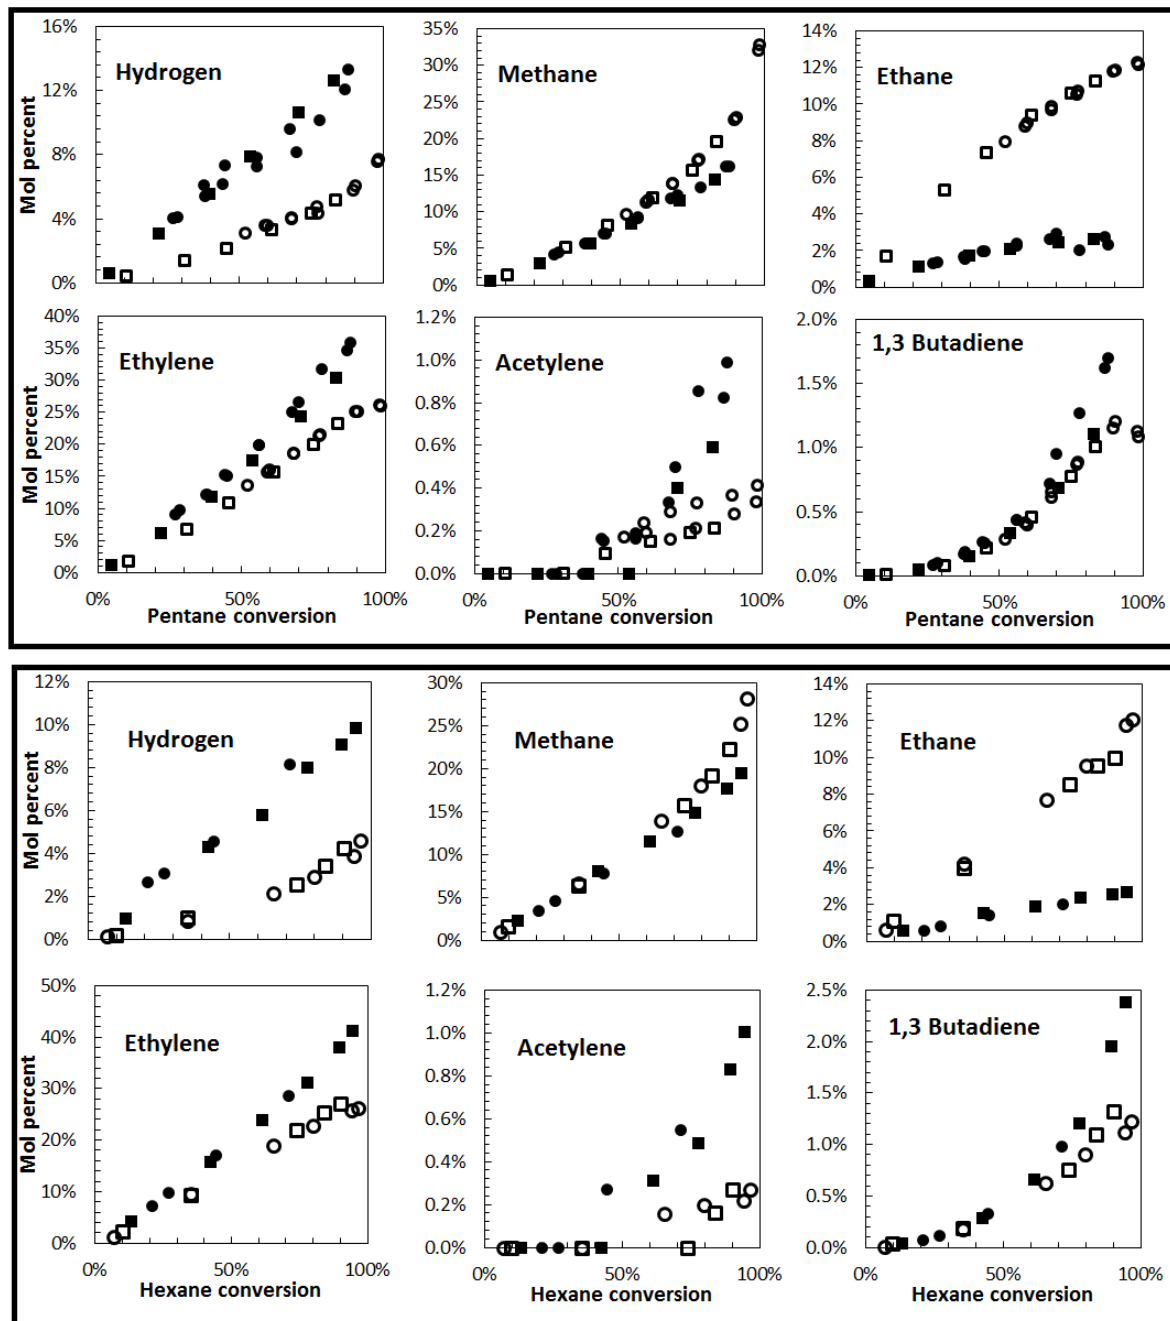 16%
12%
8%
4%
0%
Mol percent
Hydrogen
35%
30%
25%
20%
15%
10%
5%
0%
Methane
14%
12%
10%
8%
6%
4%
2%
0%
Ethane
40%
35%
30%
25%
20%
15%
10%
5%
0%
Mol percent
Ethylene
0% 50% 100%
Pentane conversion
1.2%
1.0%
0.8%
0.6%
0.4%
0.2%
0.0%
Acetylene
0% 50% 100%
Pentane conversion
2.0%
1.5%
1.0%
0.5%
0.0%
1,3 Butadiene
0% 50% 100%
Pentane conversion
12%
10%
8%
6%
4%
2%
0%
Mol percent
Hydrogen
30%
25%
20%
15%
10%
5%
0%
Methane
14%
12%
10%
8%
6%
4%
2%
0%
Ethane
50%
40%
30%
20%
10%
0%
Mol percent
Ethylene
0% 50% 100%
Hexane conversion
1.2%
1.0%
0.8%
0.6%
0.4%
0.2%
0.0%
Acetylene
0% 50% 100%
Hexane conversion
2.5%
2.0%
1.5%
1.0%
0.5%
0.0%
1,3 Butadiene
0% 50% 100%
Hexane conversion